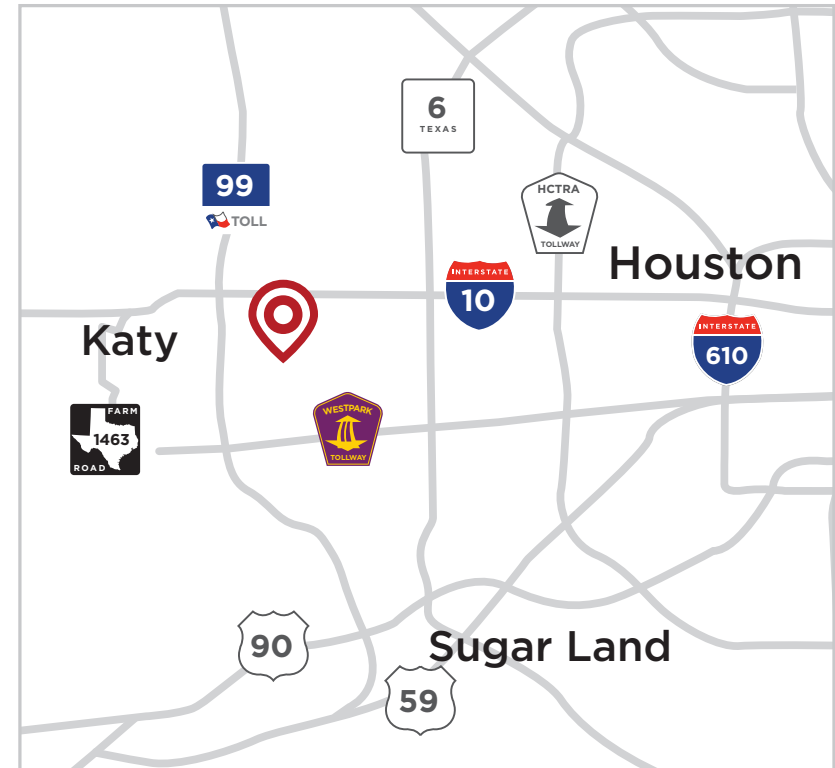 6
TEXAS
99
TOLL
HCTRA
TOLLWAY
Houston
INTERSTATE
10
INTERSTATE
610
Katy
FARM
1463
ROAD
WESTPARK
TOLLWAY
90
Sugar Land
59